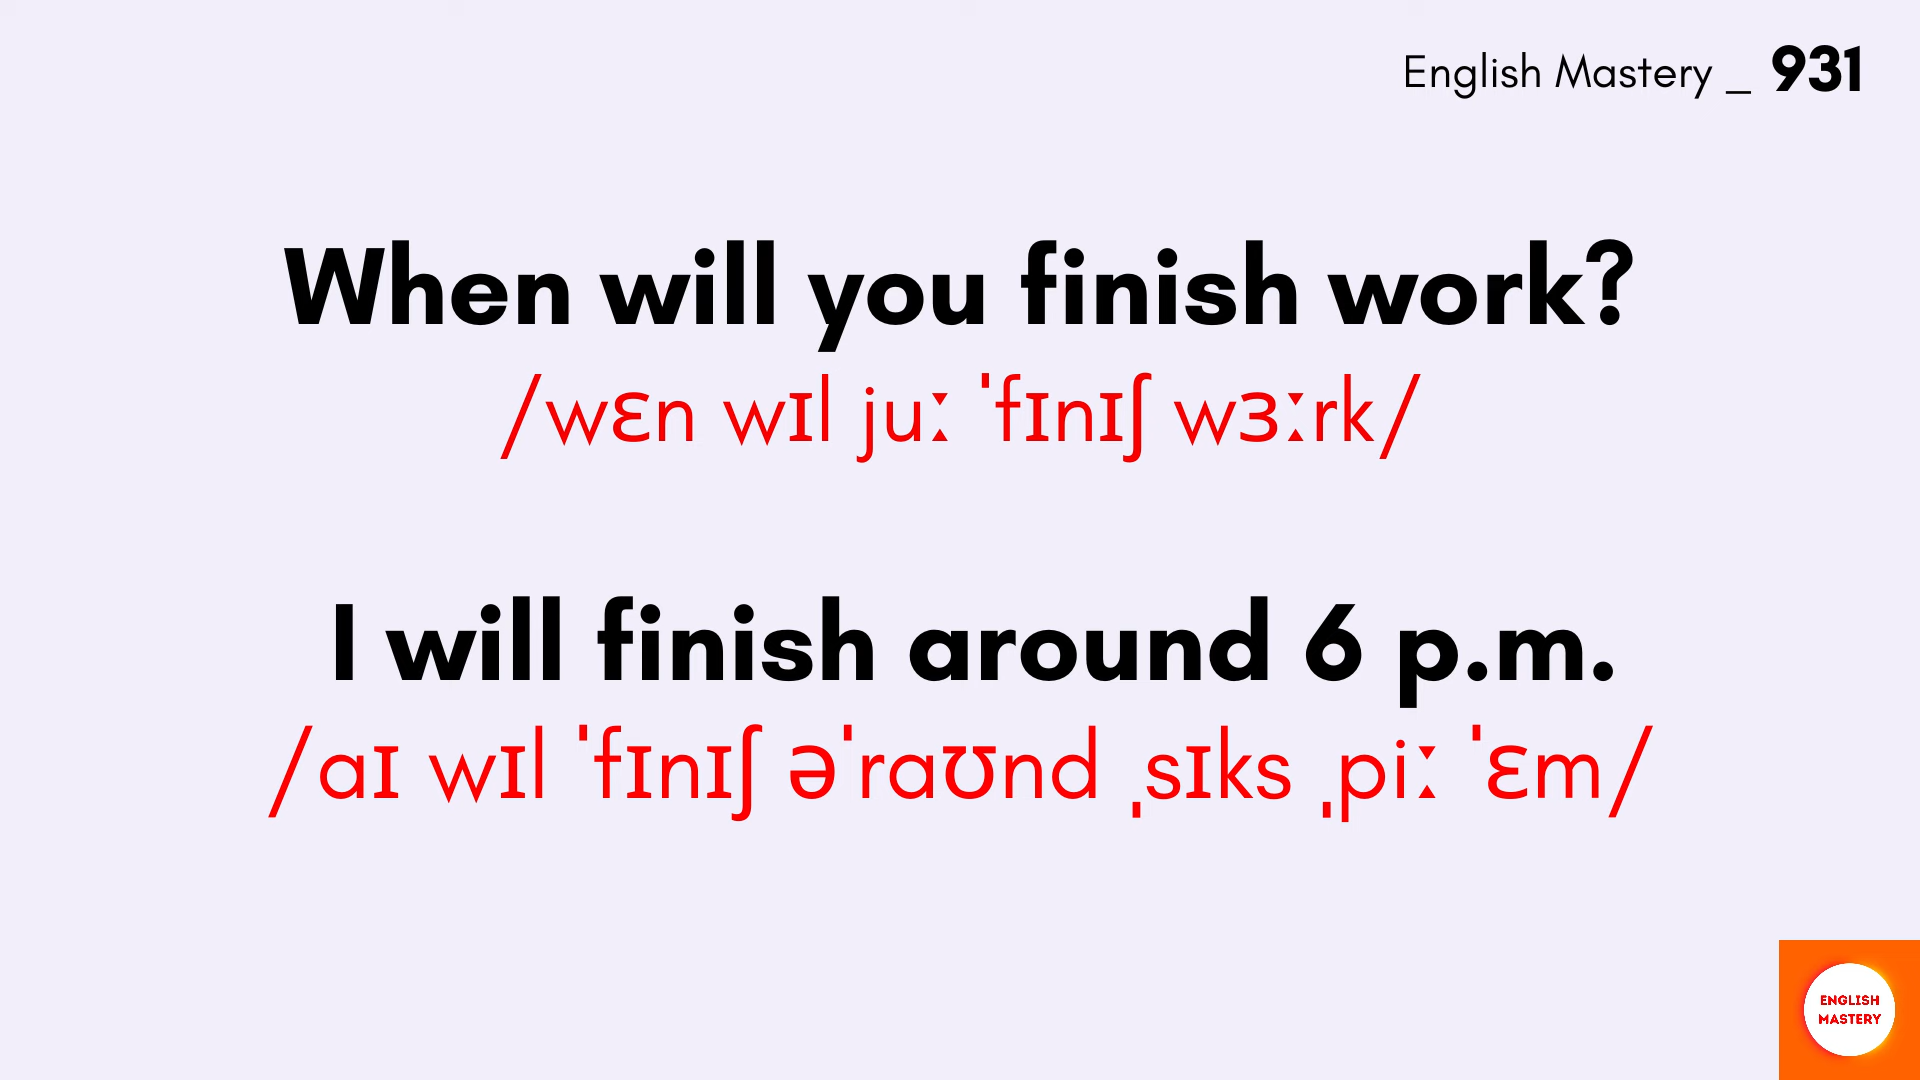 English Mastery _ 931
When will you finish work?
/wɛn wɪl juː ˈfɪnɪʃ wɜːrk/
I will finish around 6 p.m.
/aɪ wɪl ˈfɪnɪʃ əˈraʊnd ˌsɪks ˌpiː ˈɛm/
ENGLISH
MASTERY